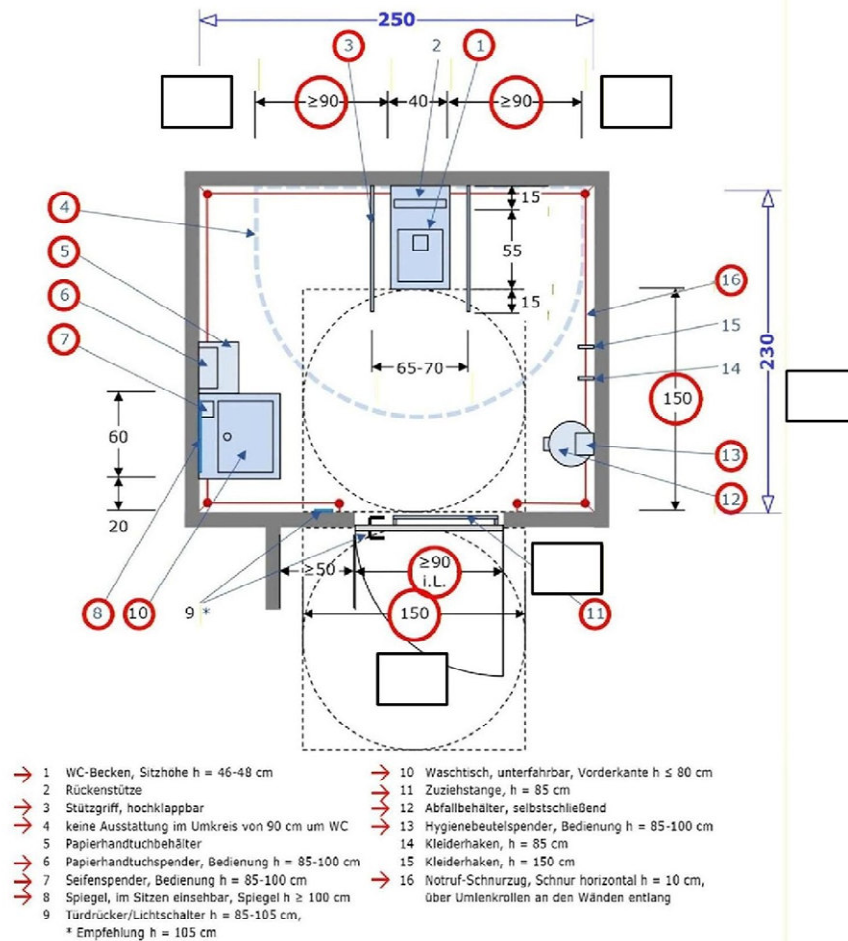 250
3
2
1
≥90
40
≥90
4
5
6
7
15
55
15
65-70
16
15
14
150
230
60
20
13
12
≥50
≥90
i.L.
150
8
10
9 *
11
1 WC-Becken, Sitzhöhe h = 46-48 cm
2 Rückenstütze
3 Stützgriff, hochklappbar
4 keine Ausstattung im Umkreis von 90 cm um WC
5 Papierhandtuchbehälter
6 Papierhandtuchspender, Bedienung h = 85-100 cm
7 Seifenspender, Bedienung h = 85-100 cm
8 Spiegel, im Sitzen einsehbar, Spiegel h ≥ 100 cm
9 Türdrücker/Lichtschalter h = 85-105 cm,
* Empfehlung h = 105 cm
10 Waschtisch, unterfahrbar, Vorderkante h ≤ 80 cm
11 Zuziehstange, h = 85 cm
12 Abfallbehälter, selbstschließend
13 Hygienebeutelspender, Bedienung h = 85-100 cm
14 Kleiderhaken, h = 85 cm
15 Kleiderhaken, h = 150 cm
16 Notruf-Schnurzug, Schnur horizontal h = 10 cm,
über Umlenkrollen an den Wänden entlang